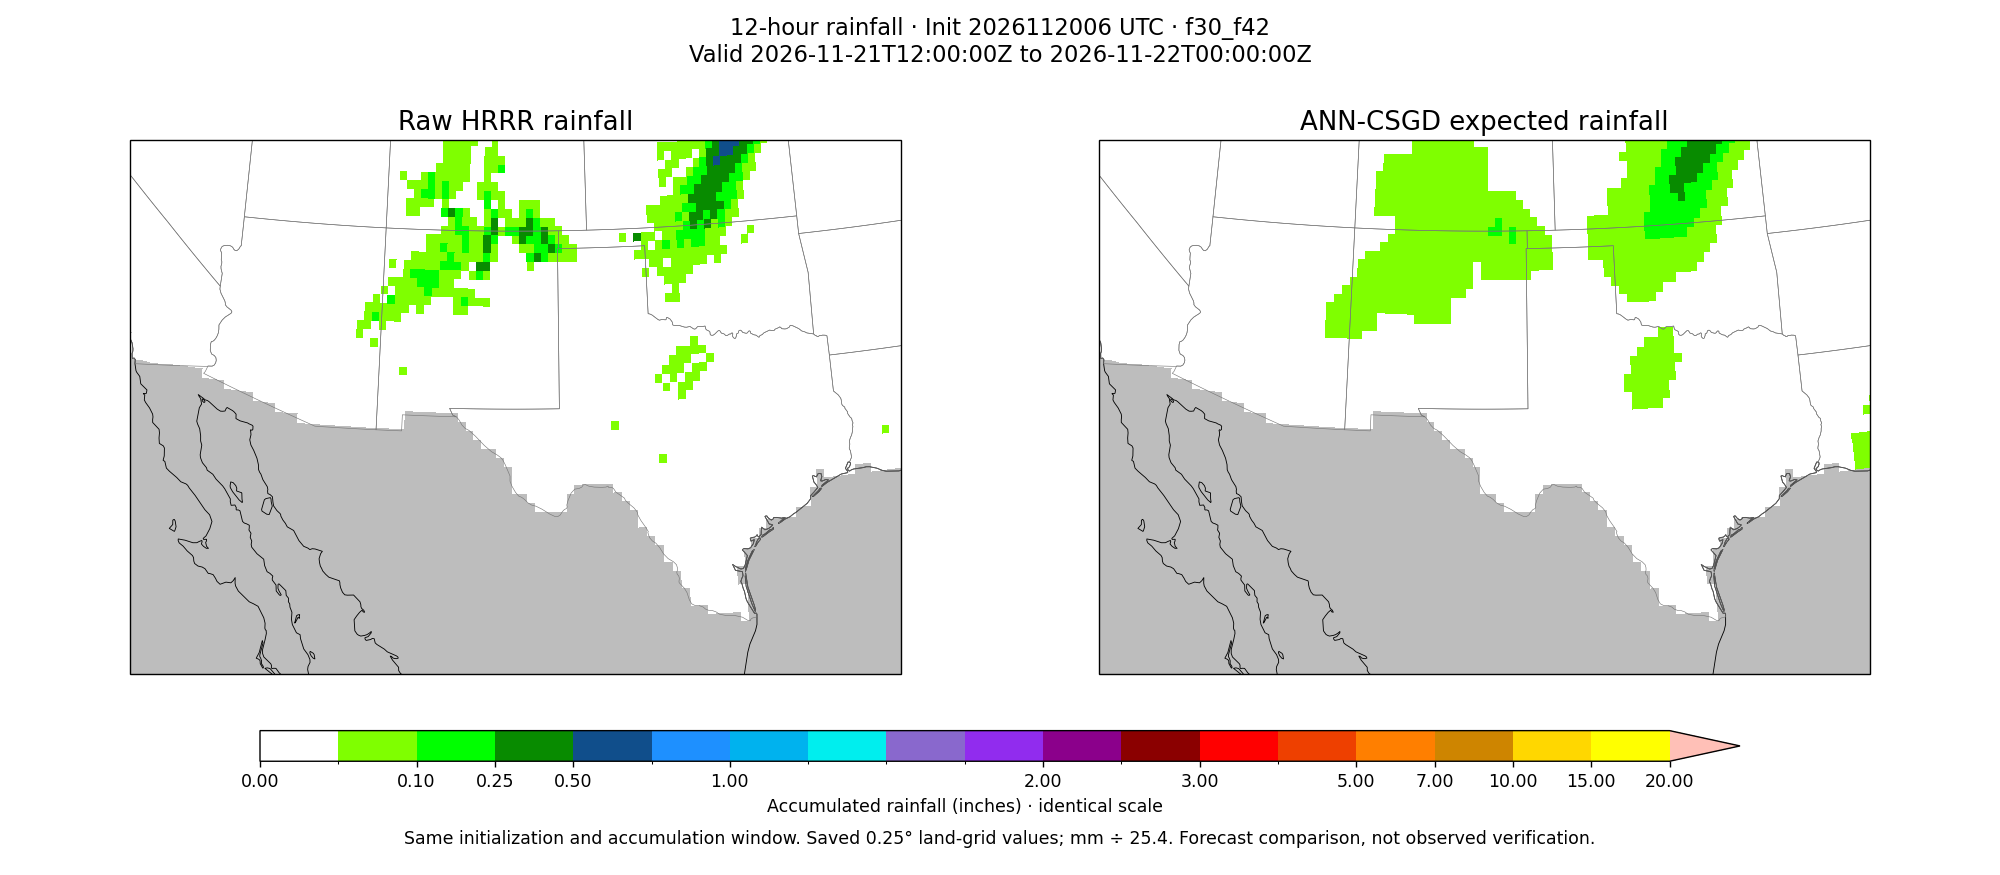 12-hour rainfall · Init 2026112006 UTC · f30_f42
Valid 2026-11-21T12:00:00Z to 2026-11-22T00:00:00Z
Raw HRRR rainfall
ANN-CSGD expected rainfall
0.00 0.10 0.25 0.50 1.00 2.00 3.00 5.00 7.00 10.00 15.00 20.00
Accumulated rainfall (inches) · identical scale
Same initialization and accumulation window. Saved 0.25° land-grid values; mm ÷ 25.4. Forecast comparison, not observed verification.